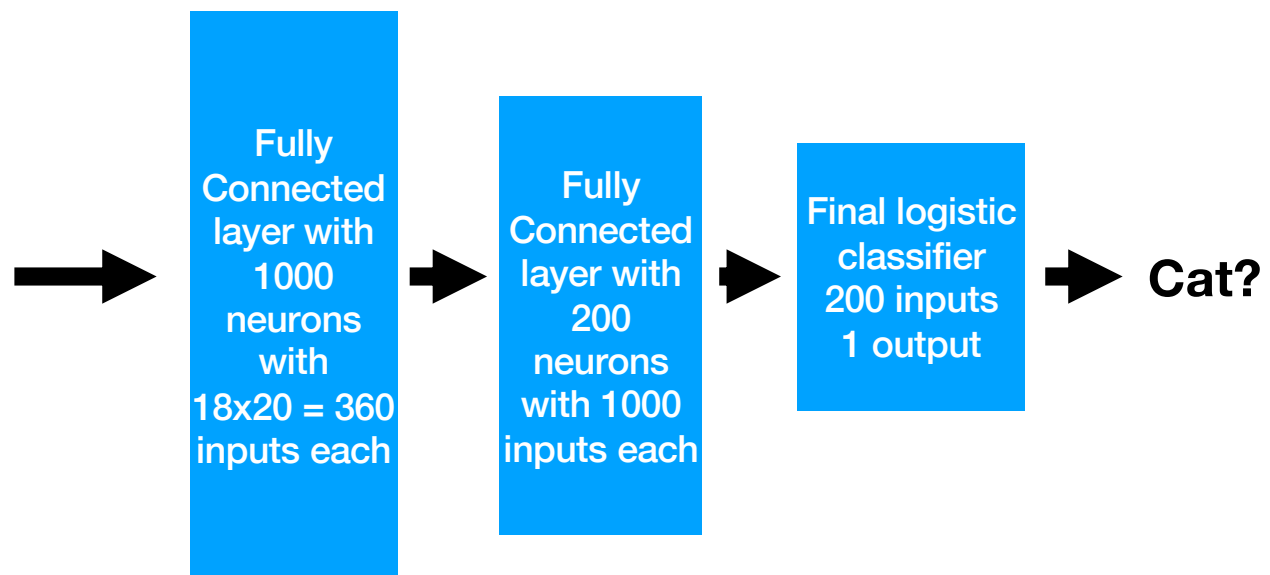 Fully
Connected
layer with
1000
neurons
with
18x20 = 360
inputs each
Fully
Connected
layer with
200
neurons
with 1000
inputs each
Final logistic
classifier
200 inputs
1 output
Cat?